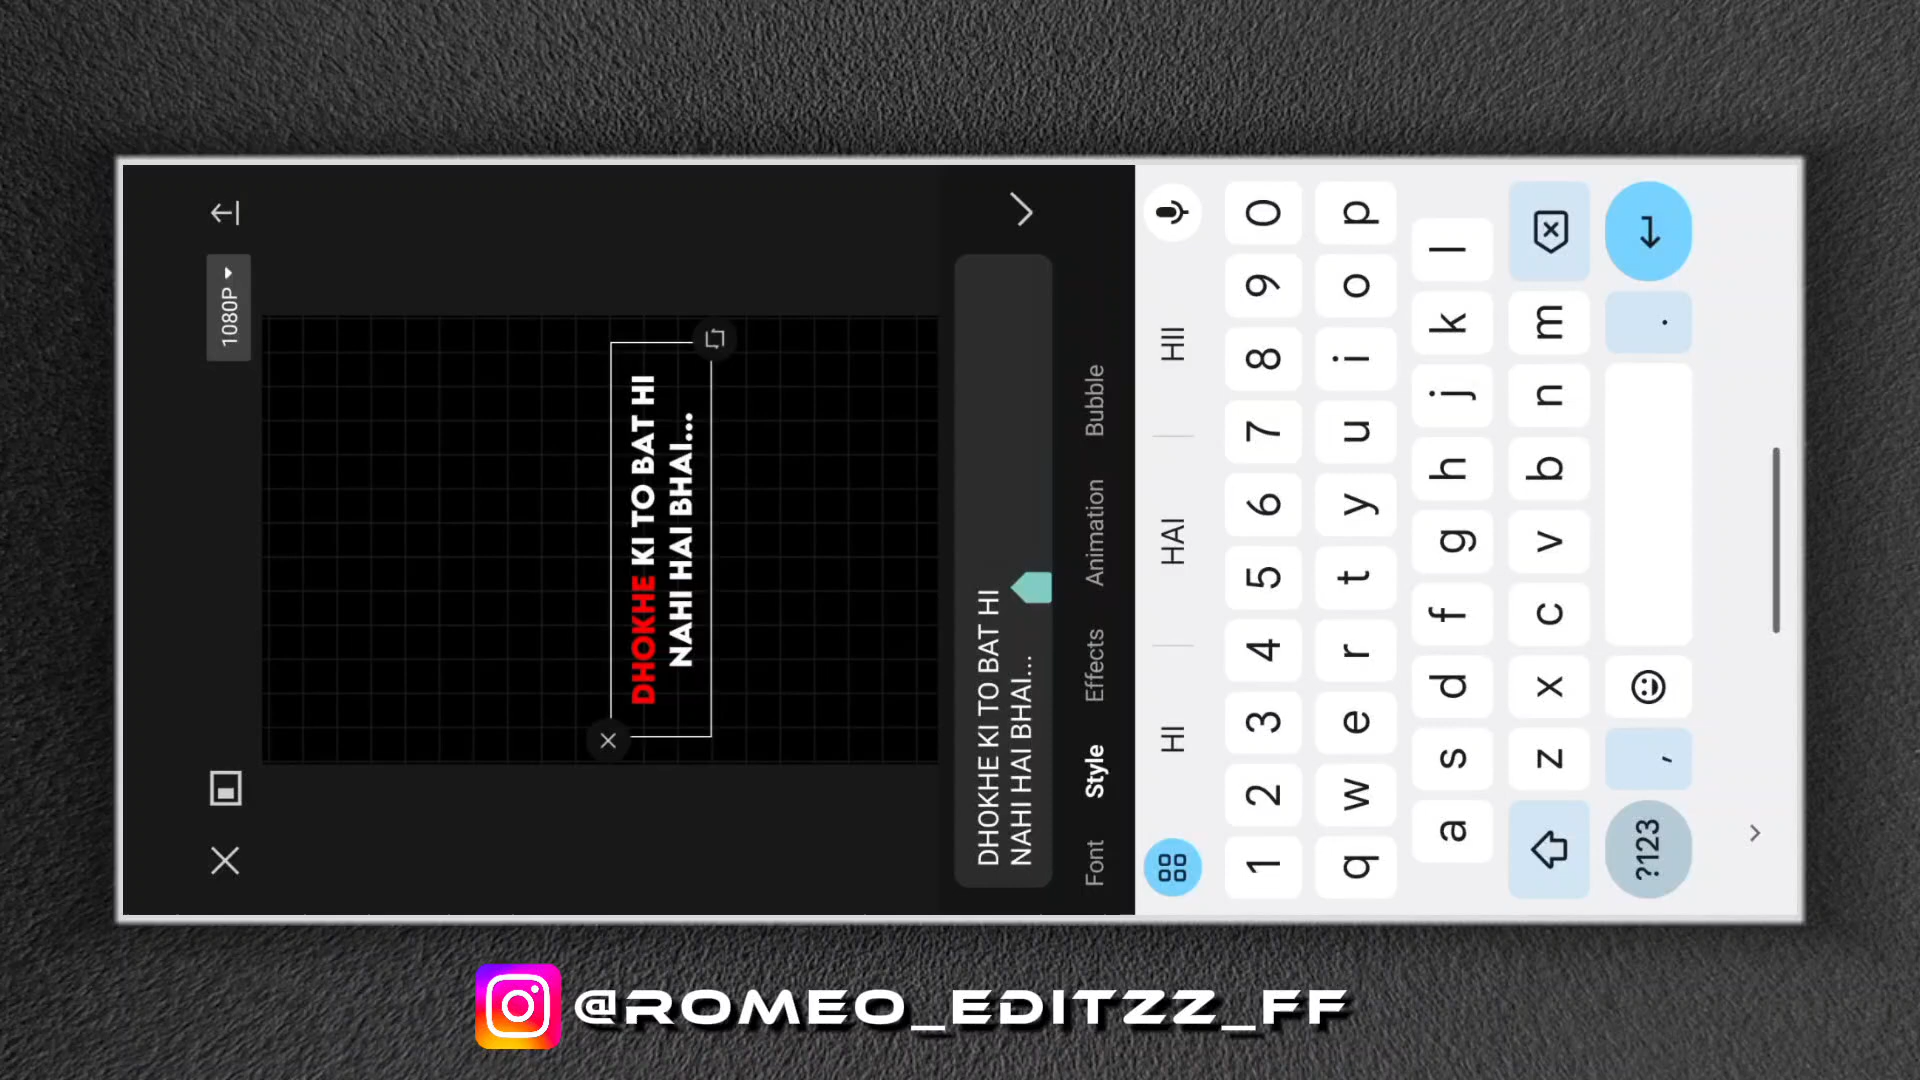 1080P
DHOKHE KI TO BAT HI
NAHI HAI BHAI...
DHOKHE KI TO BAT HI
NAHI HAI BHAI...
Font Style Effects Animation Bubble
HI HAI HII
1 2 3 4 5 6 7 8 9 0
q w e r t y u i o p
a s d f g h j k l
z x c v b n m
?123 , .
@ROMEO_EDITZZ_FF